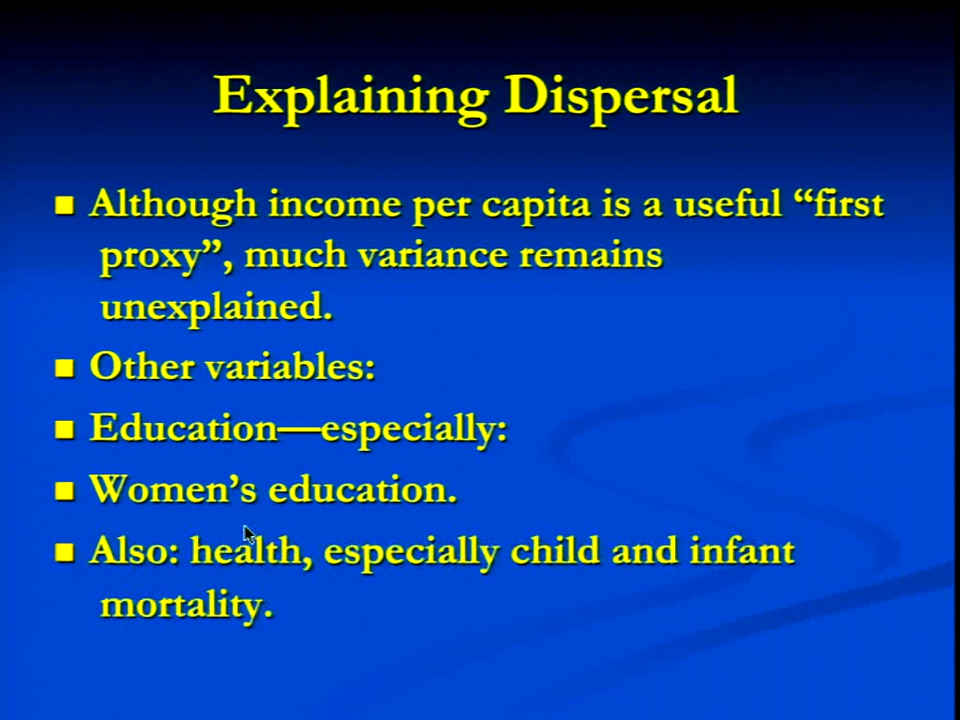 Explaining Dispersal
Although income per capita is a useful “first
proxy”, much variance remains
unexplained.
Other variables:
Education—especially:
Women’s education.
Also: health, especially child and infant
mortality.